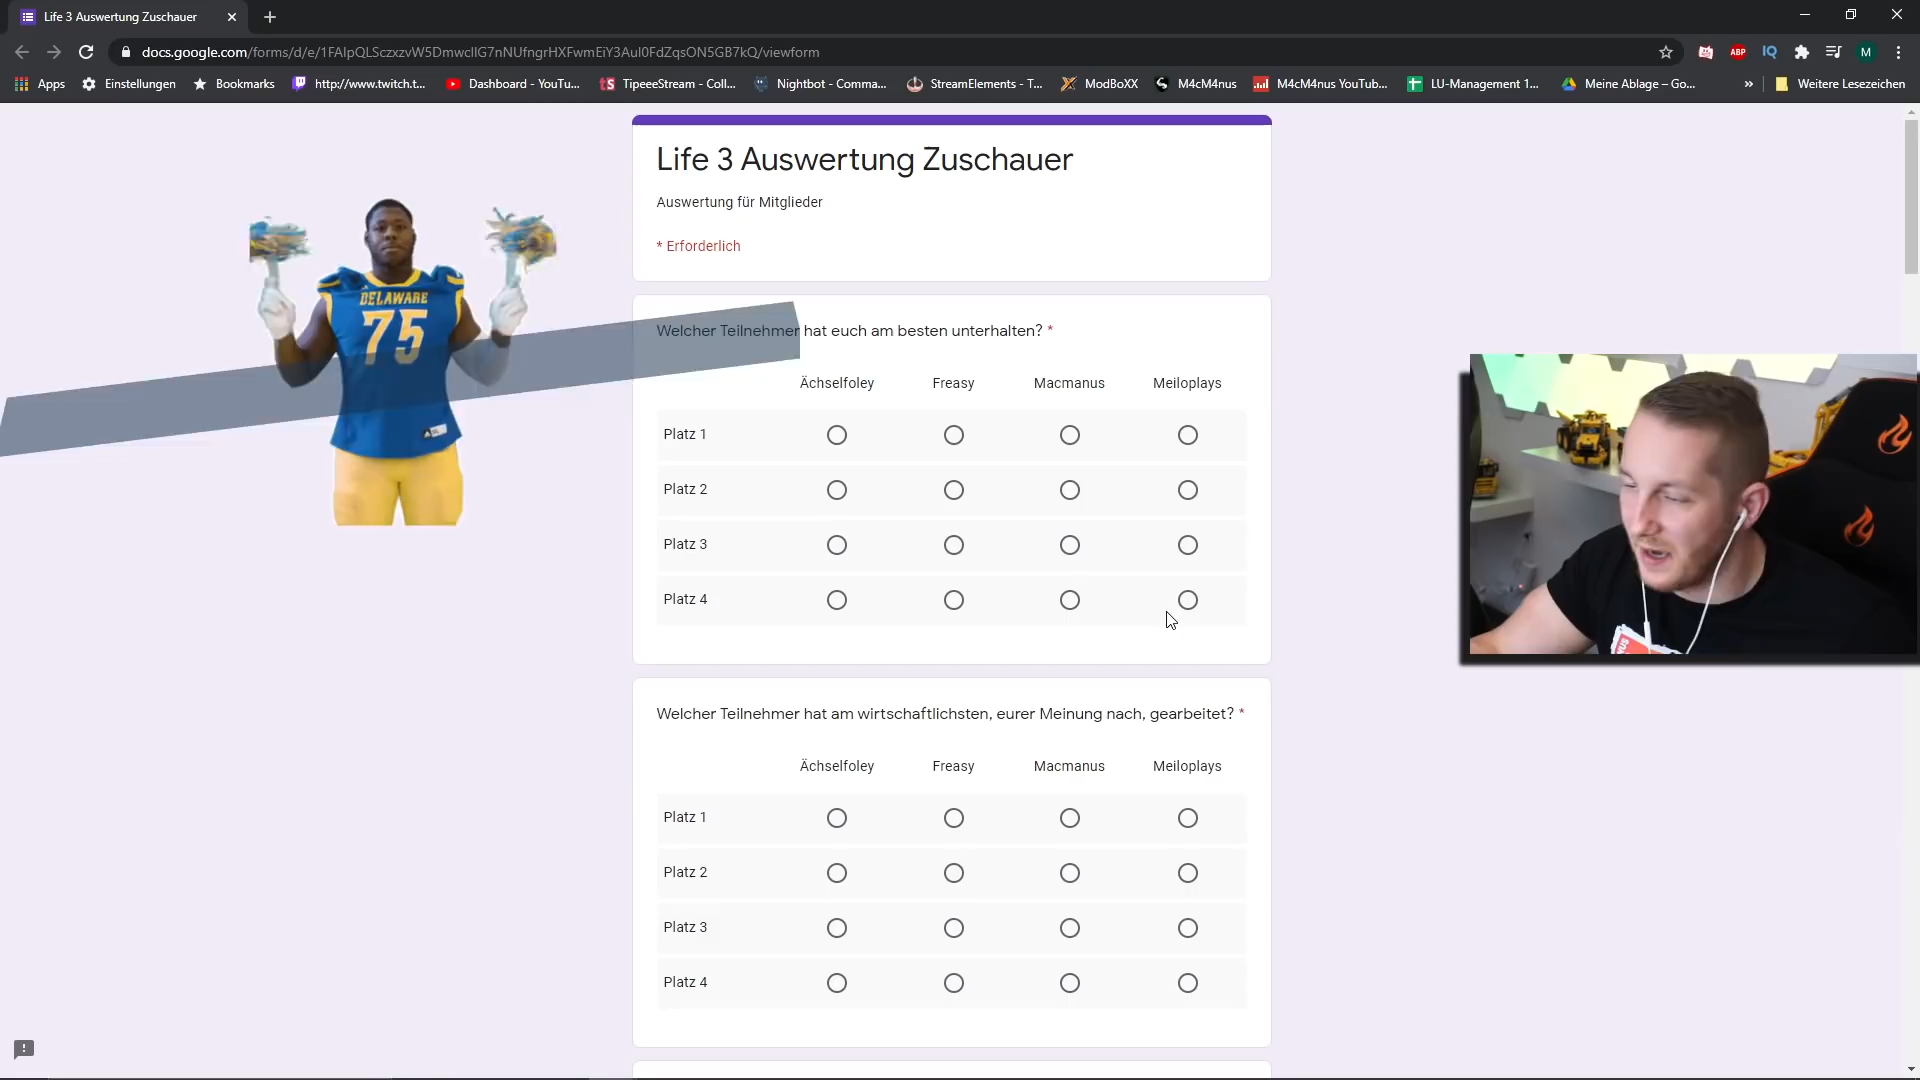 Life 3 Auswertung Zuschauer
docs.google.com/forms/d/e/1FAIpQLSczxzvW5DmwcllG7nNUfngrHXFwmEiY3Aul0FdZqsON5GB7kQ/viewform
ABP IQ M
Apps Einstellungen Bookmarks http://www.twitch.t... Dashboard - YouTu... TipeeeStream - Coll... Nightbot - Comma... StreamElements - T... ModBoXX M4cM4nus M4cM4nus YouTub... LU-Management 1... Meine Ablage – Go... » Weitere Lesezeichen
Life 3 Auswertung Zuschauer
Auswertung für Mitglieder
* Erforderlich
DELAWARE
75
Welcher Teilnehmer hat euch am besten unterhalten? *
Ächselfoley Freasy Macmanus Meiloplays
Platz 1
Platz 2
Platz 3
Platz 4
Welcher Teilnehmer hat am wirtschaftlichsten, eurer Meinung nach, gearbeitet? *
Ächselfoley Freasy Macmanus Meiloplays
Platz 1
Platz 2
Platz 3
Platz 4